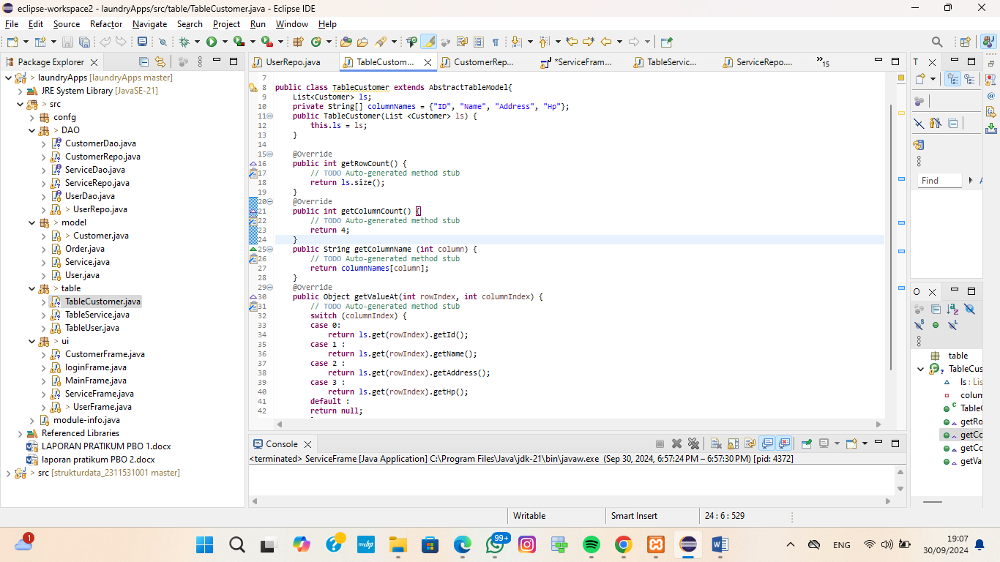 eclipse-workspace2 - laundryApps/src/table/TableCustomer.java - Eclipse IDE
File Edit Source Refactor Navigate Search Project Run Window Help
Package Explorer
> laundryApps [laundryApps master]
JRE System Library [JavaSE-21]
> src
confg
> DAO
CustomerDao.java
CustomerRepo.java
ServiceDao.java
ServiceRepo.java
UserDao.java
> UserRepo.java
> model
> Customer.java
Order.java
Service.java
User.java
> table
TableCustomer.java
TableService.java
TableUser.java
> ui
CustomerFrame.java
loginFrame.java
MainFrame.java
ServiceFrame.java
> UserFrame.java
module-info.java
Referenced Libraries
LAPORAN PRATIKUM PBO 1.docx
laporan pratikum PBO 2.docx
> src [strukturdata_2311531001 master]
UserRepo.java TableCustom... CustomerRep... *ServiceFram... TableServic... ServiceRepo.... »15
7
8 public class TableCustomer extends AbstractTableModel{
9 List<Customer> ls;
10 private String[] columnNames = {"ID", "Name", "Address", "Hp"};
11 public TableCustomer(List <Customer> ls) {
12 this.ls = ls;
13 }
14
15 @Override
16 public int getRowCount() {
17 // TODO Auto-generated method stub
18 return ls.size();
19 }
20 @Override
21 public int getColumnCount() {
22 // TODO Auto-generated method stub
23 return 4;
24 }
25 public String getColumnName (int column) {
26 // TODO Auto-generated method stub
27 return columnNames[column];
28 }
29 @Override
30 public Object getValueAt(int rowIndex, int columnIndex) {
31 // TODO Auto-generated method stub
32 switch (columnIndex) {
33 case 0:
34 return ls.get(rowIndex).getId();
35 case 1 :
36 return ls.get(rowIndex).getName();
37 case 2 :
38 return ls.get(rowIndex).getAddress();
39 case 3 :
40 return ls.get(rowIndex).getHp();
41 default :
42 return null;
Console
<terminated> ServiceFrame [Java Application] C:\Program Files\Java\jdk-21\bin\javaw.exe (Sep 30, 2024, 6:57:24 PM – 6:57:30 PM) [pid: 4372]
T
Find
O
table
TableCus
ls : Lis
colum
Table
getRo
getCo
getCo
getVa
Writable Smart Insert 24 : 6 : 529
1
myhp
99+
ENG
19:07
30/09/2024